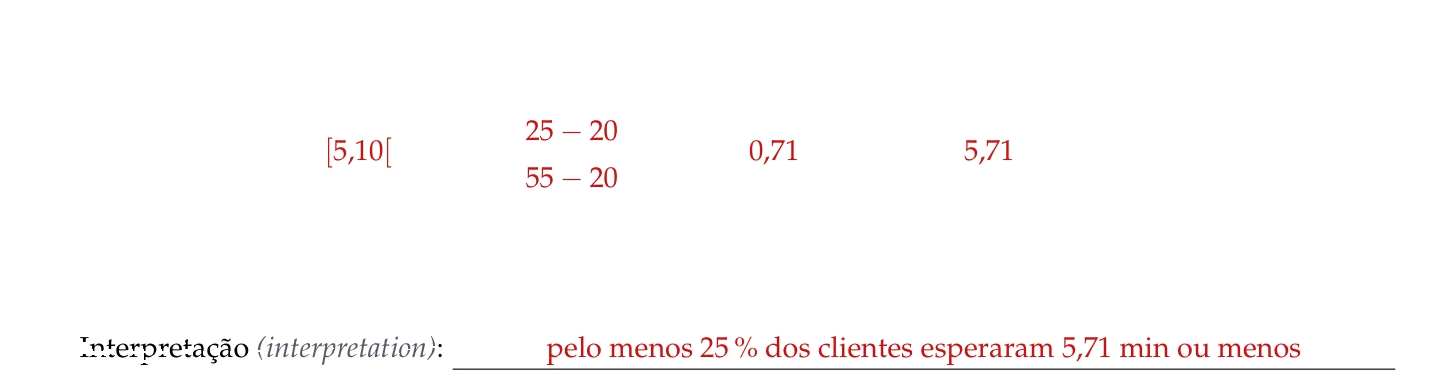 [5,10[ 25 − 20 0,71 5,71
55 − 20
Interpretação (interpretation): pelo menos 25 % dos clientes esperaram 5,71 min ou menos